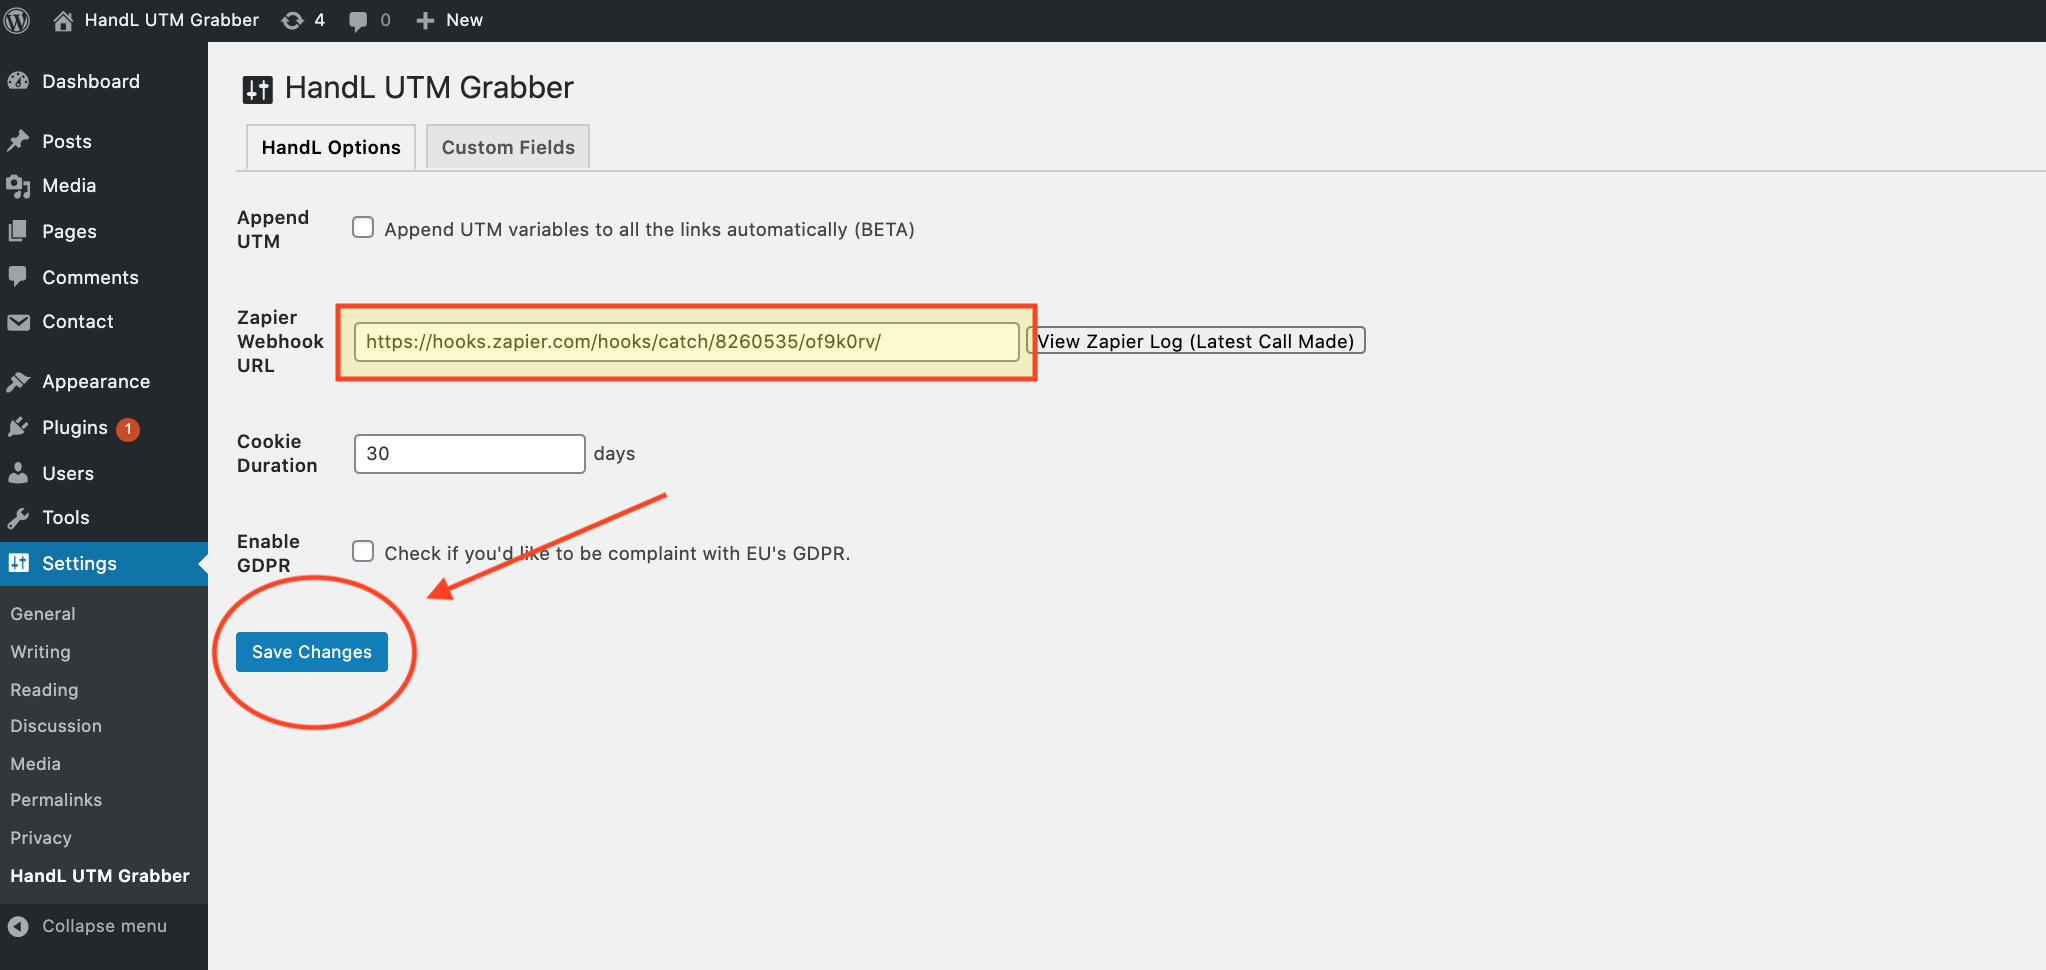 HandL UTM Grabber 4 0 New
Dashboard
Posts
Media
Pages
Comments
Contact
Appearance
Plugins 1
Users
Tools
Settings
General
Writing
Reading
Discussion
Media
Permalinks
Privacy
HandL UTM Grabber
Collapse menu
HandL UTM Grabber
HandL Options Custom Fields
Append
UTM
Append UTM variables to all the links automatically (BETA)
Zapier
Webhook
URL
https://hooks.zapier.com/hooks/catch/8260535/of9k0rv/ View Zapier Log (Latest Call Made)
Cookie
Duration
30 days
Enable
GDPR
Check if you'd like to be complaint with EU's GDPR.
Save Changes